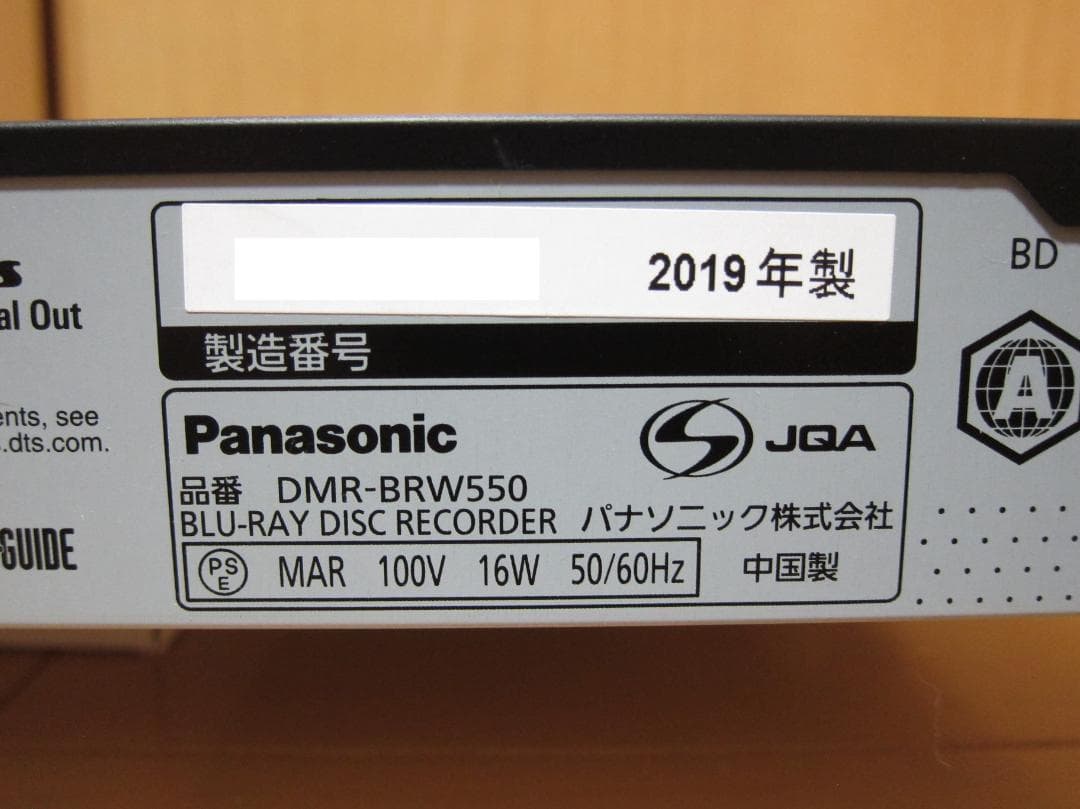 2019年製
製造番号
Panasonic
JQA
品番 DMR-BRW550
BLU-RAY DISC RECORDER パナソニック株式会社
PS
E
MAR 100V 16W 50/60Hz
中国製
al Out
ents, see
.dts.com.
GUIDE
BD
A